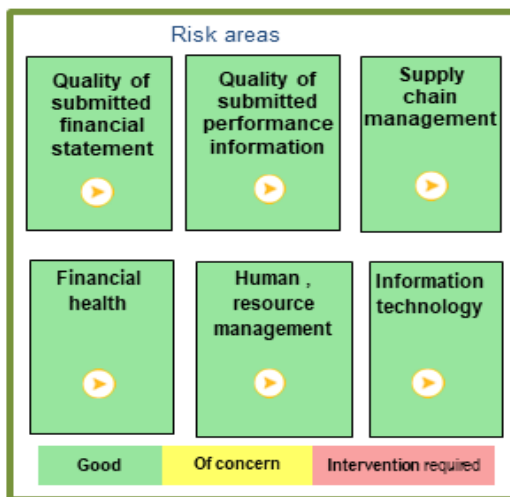 Risk areas
Quality of
submitted
financial
statement
Quality of
submitted
performance
information
Supply
chain
management
Financial
health
Human ,
resource
management
Information
technology
Good
Of concern
Intervention required